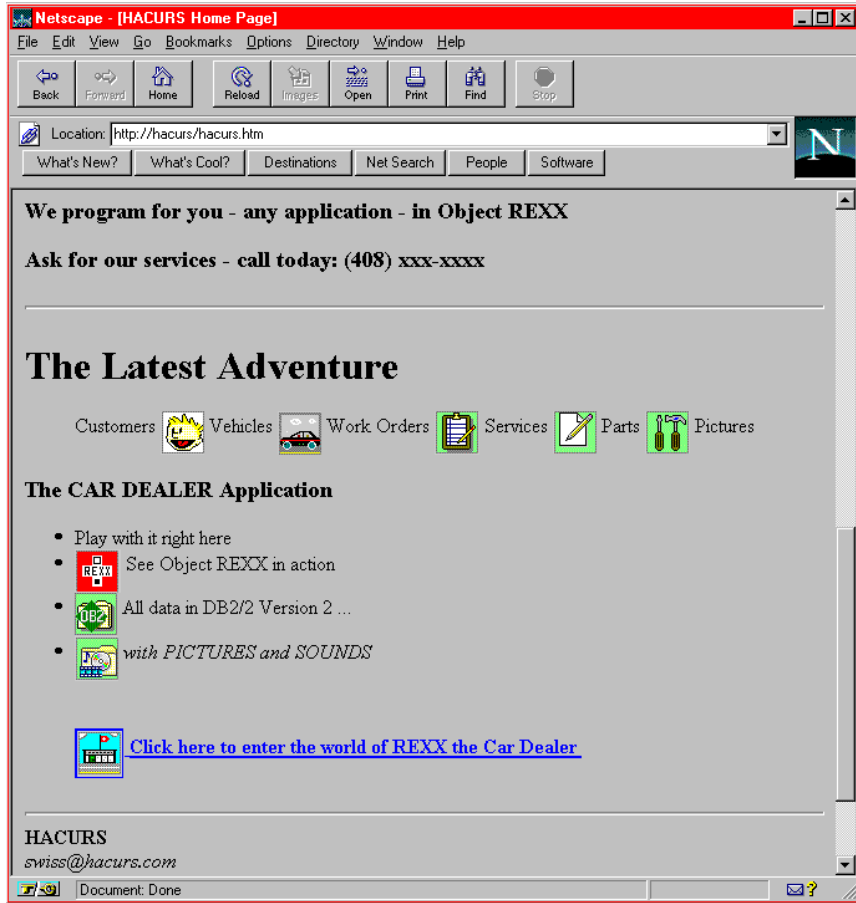 Netscape - [HACURS Home Page]
File Edit View Go Bookmarks Options Directory Window Help
Back Forward Home Reload Images Open Print Find Stop
Location: http://hacurs/hacurs.htm
N
What's New? What's Cool? Destinations Net Search People Software
We program for you - any application - in Object REXX
Ask for our services - call today: (408) xxx-xxxx
The Latest Adventure
Customers Vehicles Work Orders Services Parts Pictures
The CAR DEALER Application
Play with it right here
REXX See Object REXX in action
DB2 All data in DB2/2 Version 2 ...
with PICTURES and SOUNDS
Click here to enter the world of REXX the Car Dealer
HACURS
swiss@hacurs.com
Document: Done